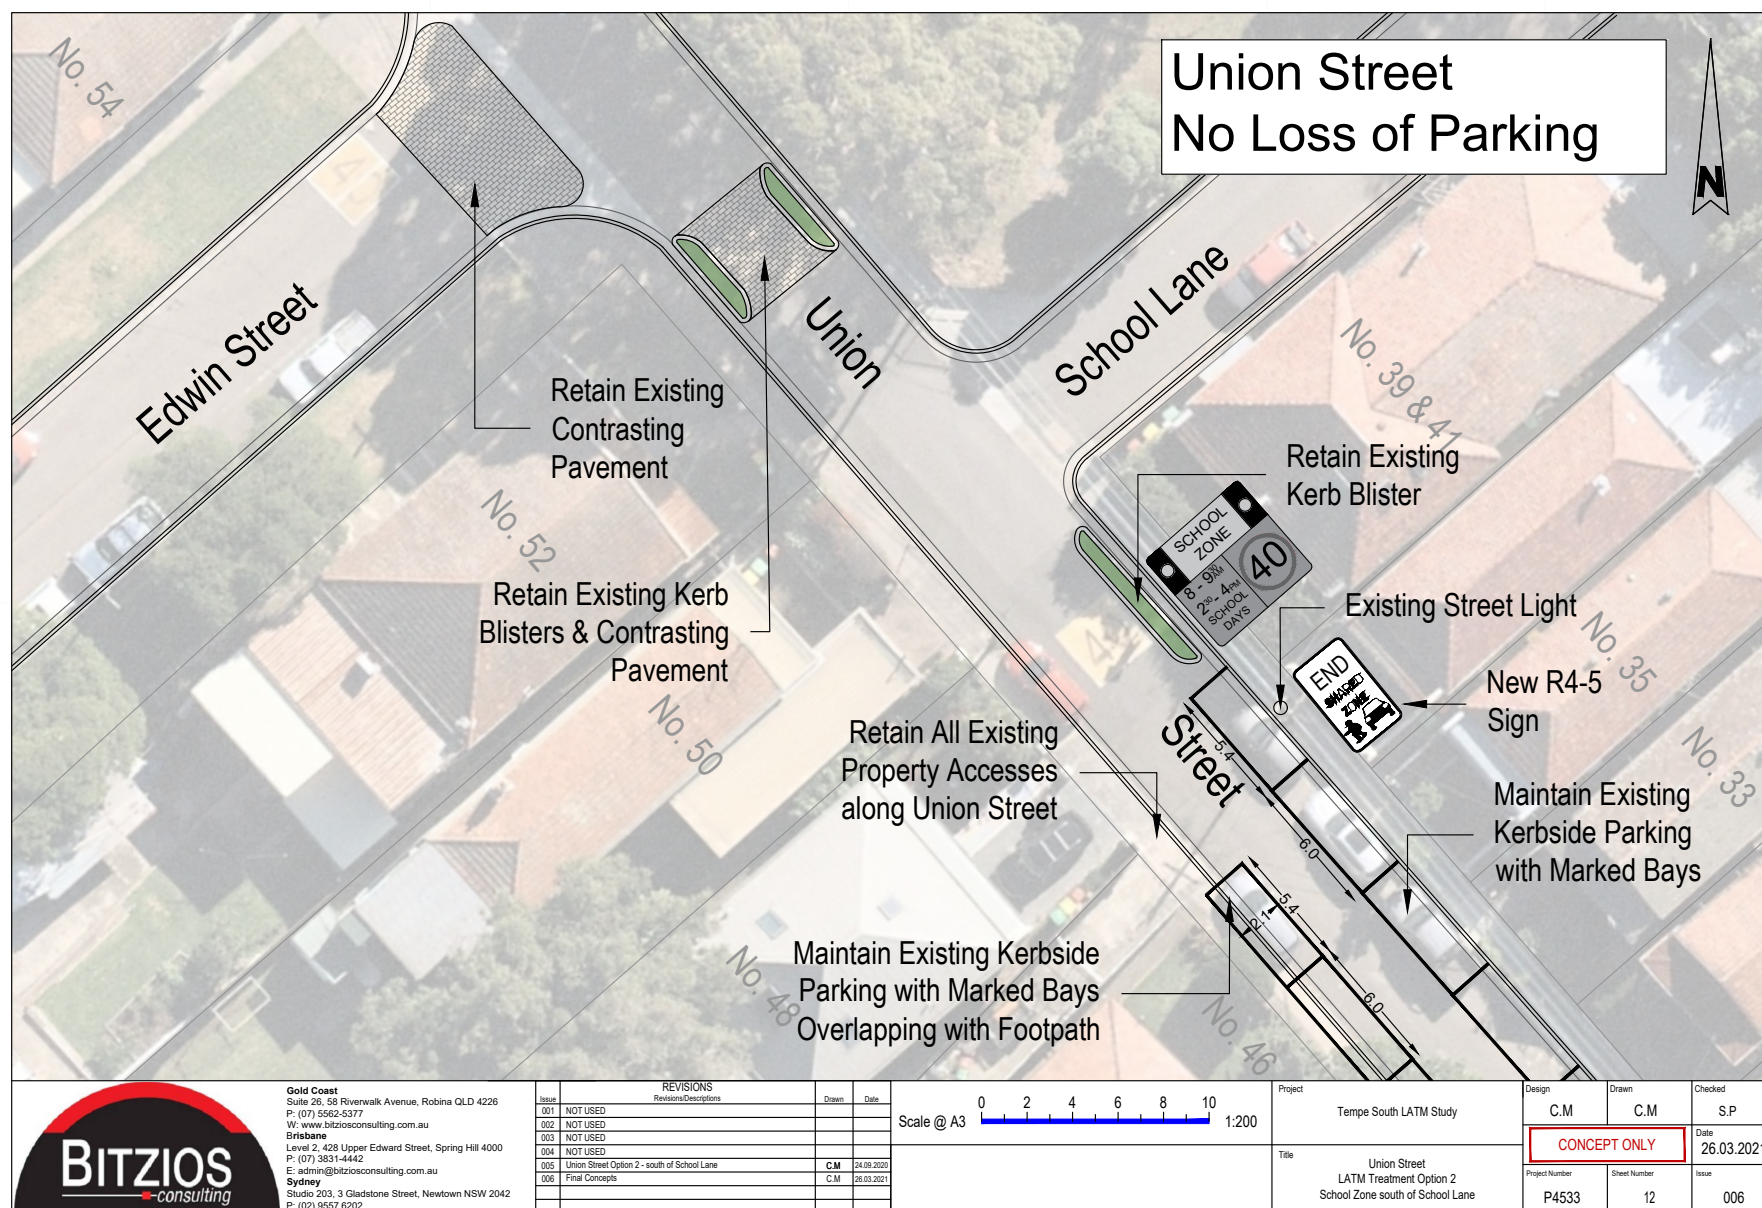 Union Street
No Loss of Parking
N
No. 54
Edwin Street
Union
School Lane
Street
Retain Existing
Contrasting
Pavement
No. 39 & 41
Retain Existing
Kerb Blister
SCHOOL
ZONE
40
8 - 9³⁰AM
2³⁰- 4PM
SCHOOL
DAYS
No. 52
Retain Existing Kerb
Blisters & Contrasting
Pavement
Existing Street Light
No. 35
END
SHARED
ZONE
New R4-5
Sign
No. 50
Retain All Existing
Property Accesses
along Union Street
No. 33
5.4
6.0
Maintain Existing
Kerbside Parking
with Marked Bays
5.4
2.1
6.0
Maintain Existing Kerbside
Parking with Marked Bays
Overlapping with Footpath
No. 48
No. 46
BITZIOS
consulting
Gold Coast
Suite 26, 58 Riverwalk Avenue, Robina QLD 4226
P: (07) 5562-5377
W: www.bitziosconsulting.com.au
Brisbane
Level 2, 428 Upper Edward Street, Spring Hill 4000
P: (07) 3831-4442
E: admin@bitziosconsulting.com.au
Sydney
Studio 203, 3 Gladstone Street, Newtown NSW 2042
P: (02) 9557 6202
REVISIONS
Issue Revisions/Descriptions Drawn Date
001 NOT USED
002 NOT USED
003 NOT USED
004 NOT USED
005 Union Street Option 2 - south of School Lane C.M 24.09.2020
006 Final Concepts C.M 26.03.2021
Scale @ A3 0 2 4 6 8 10 1:200
Project
Tempe South LATM Study
Title
Union Street
LATM Treatment Option 2
School Zone south of School Lane
Design Drawn Checked
C.M C.M S.P
CONCEPT ONLY
Date
26.03.2021
Project Number Sheet Number Issue
P4533 12 006